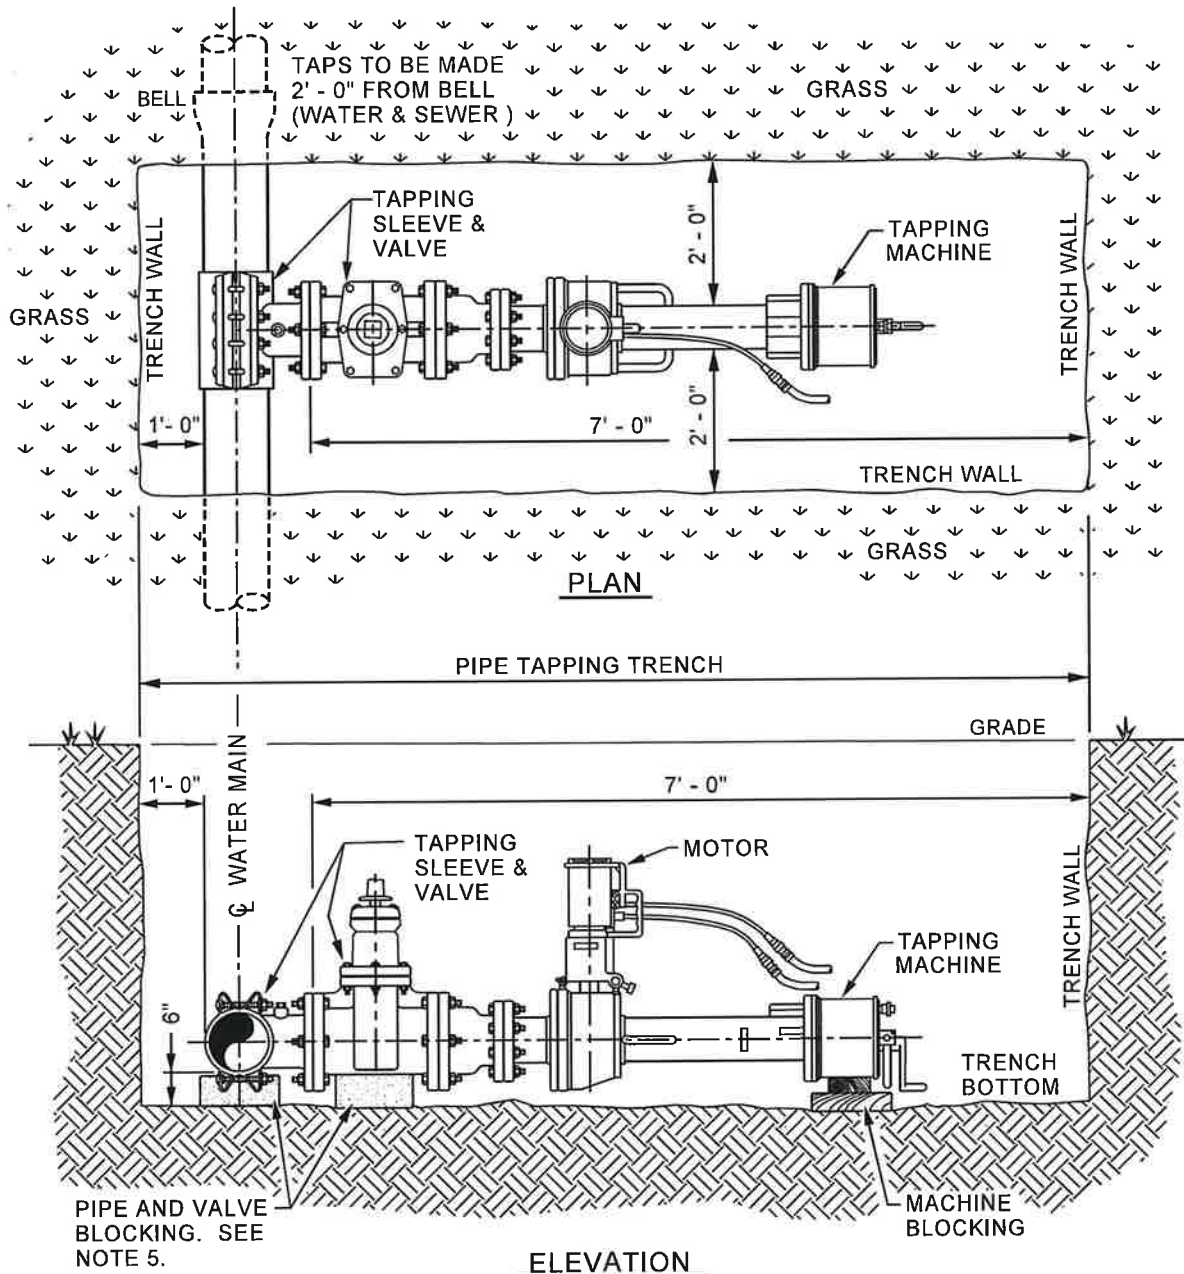 TAPS TO BE MADE
2' - 0" FROM BELL
(WATER & SEWER )
BELL
GRASS
TAPPING
SLEEVE &
VALVE
2' - 0"
TAPPING
MACHINE
TRENCH WALL
TRENCH WALL
GRASS
1'- 0"
7' - 0"
2' - 0"
TRENCH WALL
GRASS
PLAN
PIPE TAPPING TRENCH
GRADE
1'- 0"
℄ WATER MAIN
7' - 0"
TAPPING
SLEEVE &
VALVE
MOTOR
TRENCH WALL
TAPPING
MACHINE
6"
TRENCH
BOTTOM
PIPE AND VALVE
BLOCKING. SEE
NOTE 5.
MACHINE
BLOCKING
ELEVATION